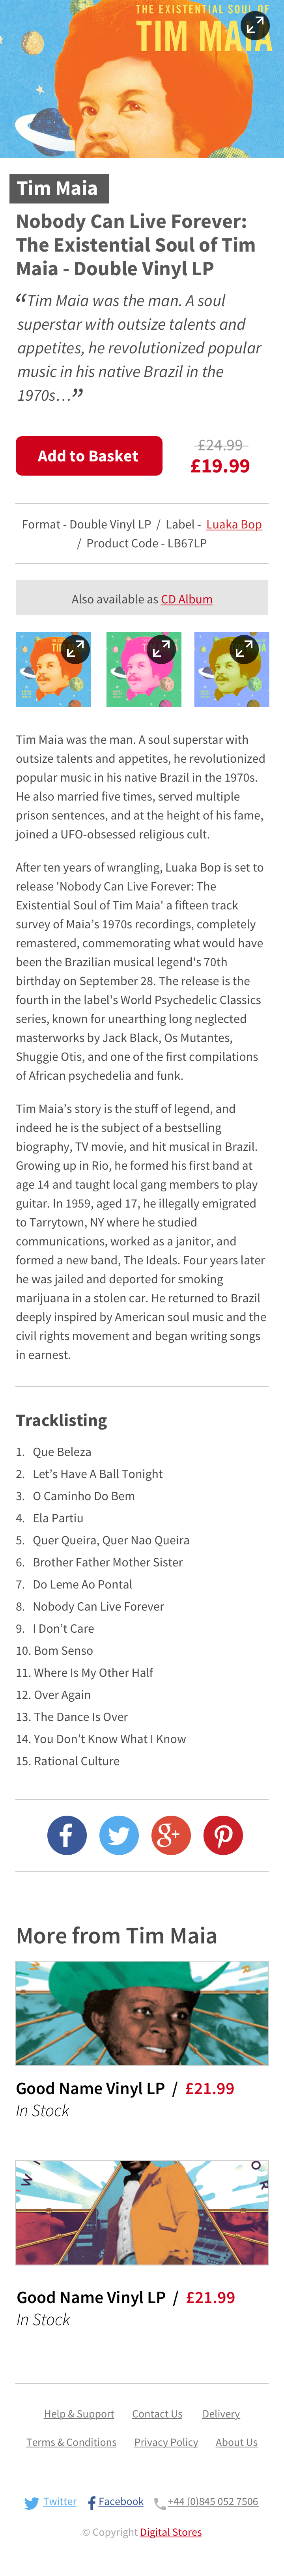 THE EXISTENTIAL SOUL OF
TIM MAIA
Tim Maia
Nobody Can Live Forever:
The Existential Soul of Tim
Maia - Double Vinyl LP
“Tim Maia was the man. A soul
superstar with outsize talents and
appetites, he revolutionized popular
music in his native Brazil in the
1970s…”
Add to Basket
£24.99
£19.99
Format - Double Vinyl LP / Label - Luaka Bop
/ Product Code - LB67LP
Also available as CD Album
Tim Maia was the man. A soul superstar with
outsize talents and appetites, he revolutionized
popular music in his native Brazil in the 1970s.
He also married five times, served multiple
prison sentences, and at the height of his fame,
joined a UFO-obsessed religious cult.
After ten years of wrangling, Luaka Bop is set to
release 'Nobody Can Live Forever: The
Existential Soul of Tim Maia' a fifteen track
survey of Maia’s 1970s recordings, completely
remastered, commemorating what would have
been the Brazilian musical legend's 70th
birthday on September 28. The release is the
fourth in the label's World Psychedelic Classics
series, known for unearthing long neglected
masterworks by Jack Black, Os Mutantes,
Shuggie Otis, and one of the first compilations
of African psychedelia and funk.
Tim Maia’s story is the stuff of legend, and
indeed he is the subject of a bestselling
biography, TV movie, and hit musical in Brazil.
Growing up in Rio, he formed his first band at
age 14 and taught local gang members to play
guitar. In 1959, aged 17, he illegally emigrated
to Tarrytown, NY where he studied
communications, worked as a janitor, and
formed a new band, The Ideals. Four years later
he was jailed and deported for smoking
marijuana in a stolen car. He returned to Brazil
deeply inspired by American soul music and the
civil rights movement and began writing songs
in earnest.
Tracklisting
1. Que Beleza
2. Let’s Have A Ball Tonight
3. O Caminho Do Bem
4. Ela Partiu
5. Quer Queira, Quer Nao Queira
6. Brother Father Mother Sister
7. Do Leme Ao Pontal
8. Nobody Can Live Forever
9. I Don’t Care
10. Bom Senso
11. Where Is My Other Half
12. Over Again
13. The Dance Is Over
14. You Don’t Know What I Know
15. Rational Culture
More from Tim Maia
Good Name Vinyl LP / £21.99
In Stock
Good Name Vinyl LP / £21.99
In Stock
Help & Support Contact Us Delivery
Terms & Conditions Privacy Policy About Us
Twitter Facebook +44 (0)845 052 7506
© Copyright Digital Stores